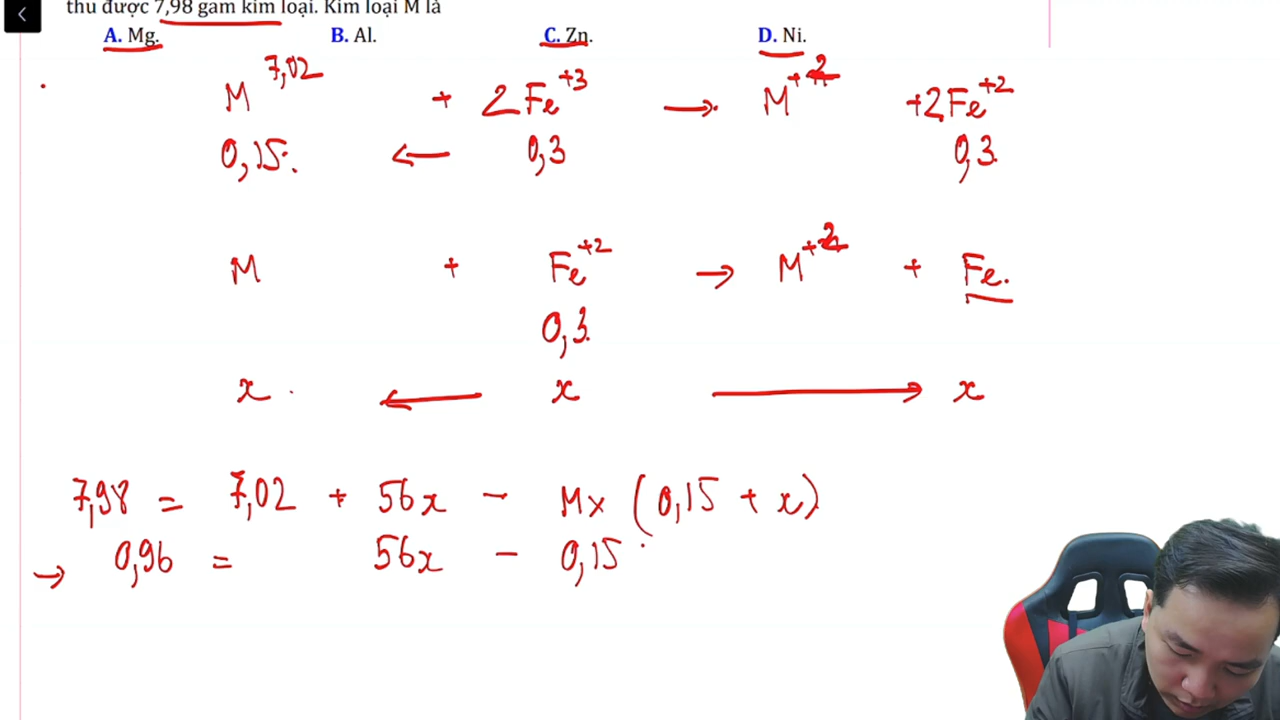 thu được 7,98 gam kim loại. Kim loại M là
A. Mg. B. Al. C. Zn. D. Ni.
M 7,02 + 2Fe+3 → M+2 +2Fe+2
0,15 ← 0,3 0,3
M + Fe+2 → M+2 + Fe.
0,3
x ← x → x
7,98 = 7,02 + 56x - Mx (0,15 + x)
→ 0,96 = 56x - 0,15